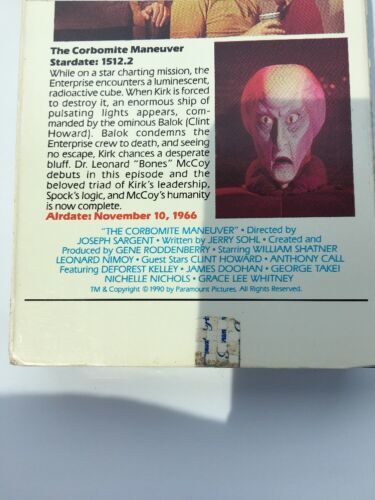 The Corbomite Maneuver
Stardate: 1512.2
While on a star charting mission, the
Enterprise encounters a luminescent,
radioactive cube. When Kirk is forced
to destroy it, an enormous ship of
pulsating lights appears, com-
manded by the ominous Balok (Clint
Howard). Balok condemns the
Enterprise crew to death, and seeing
no escape, Kirk chances a desperate
bluff. Dr. Leonard "Bones" McCoy
debuts in this episode and the
beloved triad of Kirk's leadership,
Spock's logic, and McCoy's humanity
is now complete.
Airdate: November 10, 1966
"THE CORBOMITE MANEUVER" • Directed by
JOSEPH SARGENT • Written by JERRY SOHL • Created and
Produced by GENE RODDENBERRY • Starring WILLIAM SHATNER
LEONARD NIMOY • Guest Stars CLINT HOWARD • ANTHONY CALL
Featuring DEFOREST KELLEY • JAMES DOOHAN • GEORGE TAKEI
NICHELLE NICHOLS • GRACE LEE WHITNEY
TM & Copyright © 1990 by Paramount Pictures. All Rights Reserved.